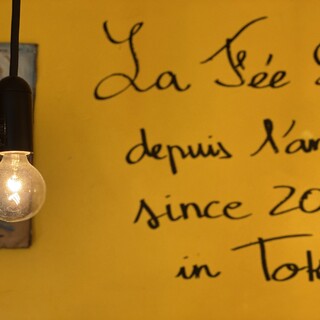 La Fée
depuis l'an
since 20
in Tok